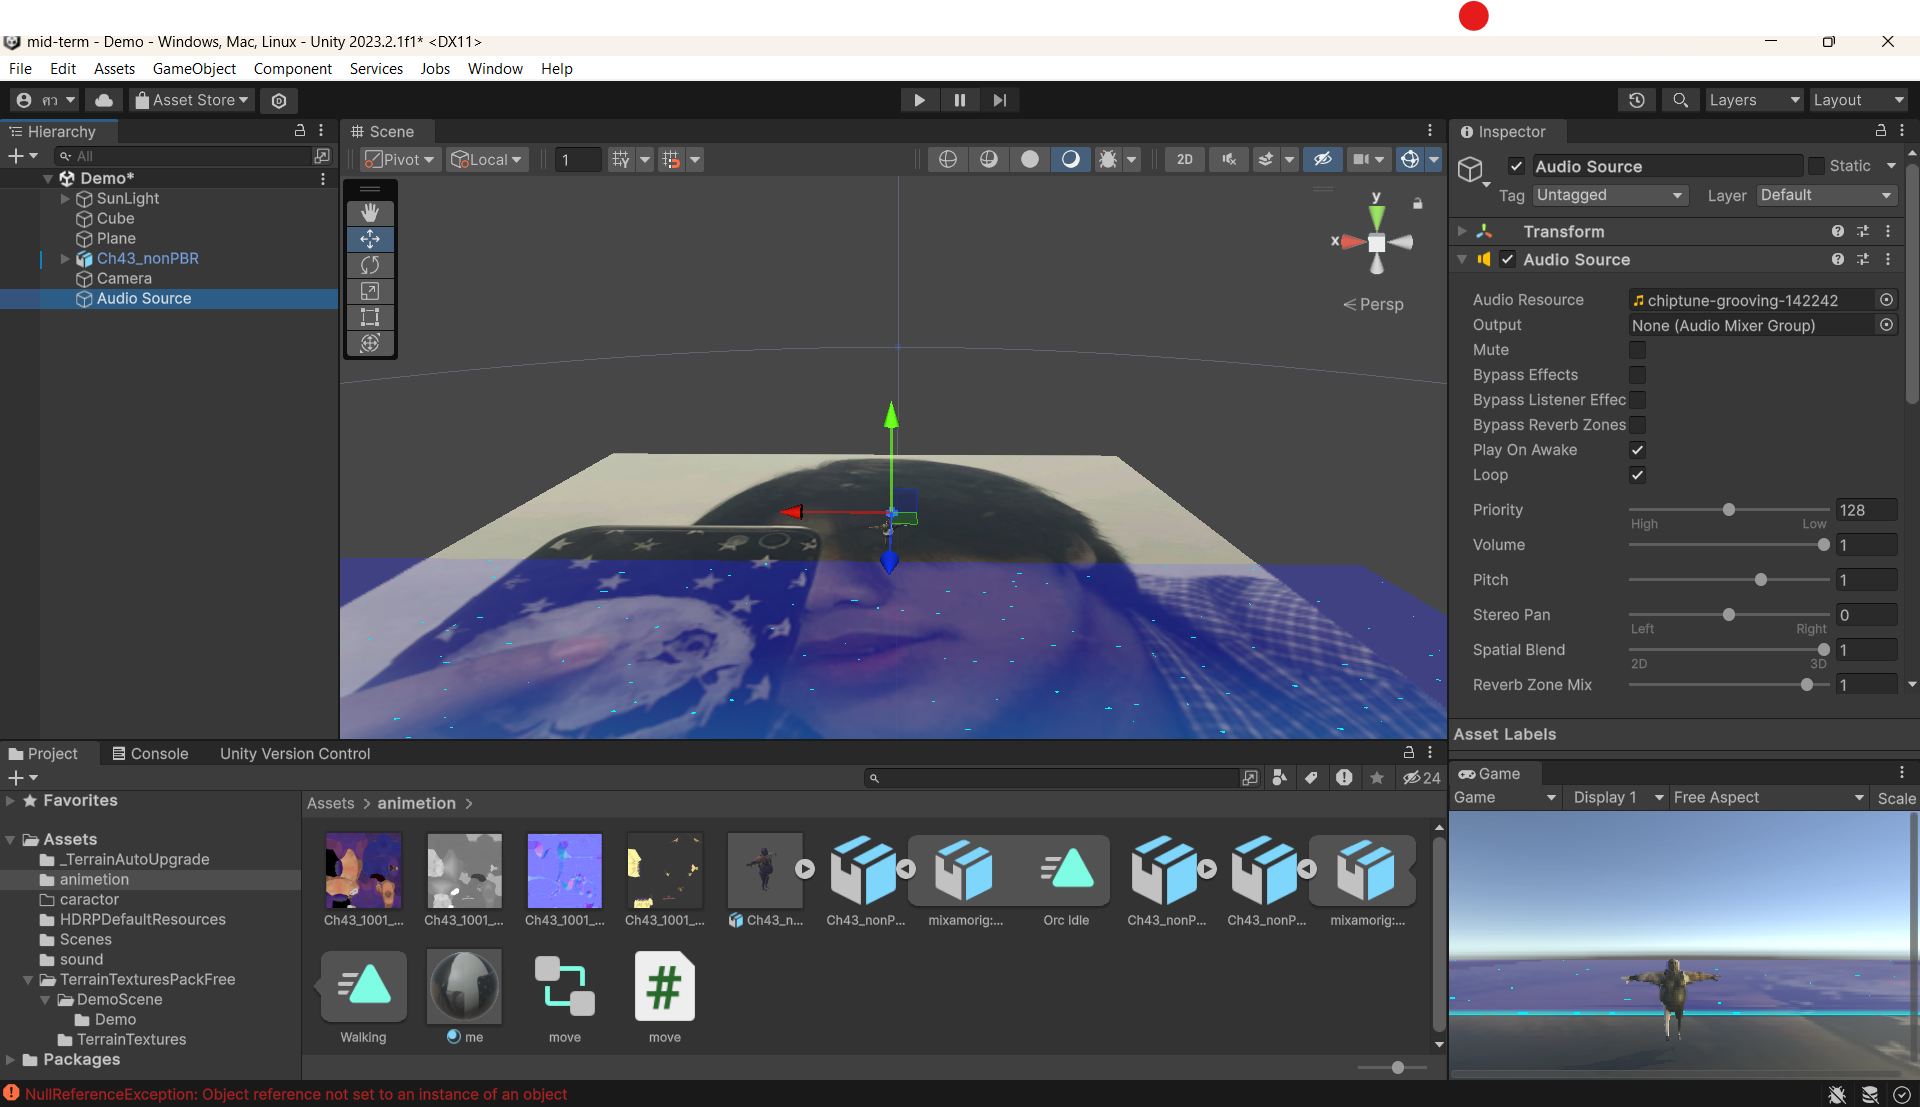 mid-term - Demo - Windows, Mac, Linux - Unity 2023.2.1f1* <DX11>
File Edit Assets GameObject Component Services Jobs Window Help
ศว Asset Store Layers Layout
Hierarchy
All
Demo*
SunLight
Cube
Plane
Ch43_nonPBR
Camera
Audio Source
Scene
Pivot Local 1 2D
y
x
Persp
Inspector
Audio Source Static
Tag Untagged Layer Default
Transform
Audio Source
Audio Resource chiptune-grooving-142242
Output None (Audio Mixer Group)
Mute
Bypass Effects
Bypass Listener Effec
Bypass Reverb Zones
Play On Awake
Loop
Priority 128
High Low
Volume 1
Pitch 1
Stereo Pan 0
Left Right
Spatial Blend 1
2D 3D
Reverb Zone Mix 1
Asset Labels
Project Console Unity Version Control
24
Favorites
Assets
_TerrainAutoUpgrade
animetion
caractor
HDRPDefaultResources
Scenes
sound
TerrainTexturesPackFree
DemoScene
Demo
TerrainTextures
Packages
Assets > animetion >
Ch43_1001_... Ch43_1001_... Ch43_1001_... Ch43_1001_... Ch43_n... Ch43_nonP... mixamorig:... Orc Idle Ch43_nonP... Ch43_nonP... mixamorig:...
Walking me move move
Game
Game Display 1 Free Aspect Scale
NullReferenceException: Object reference not set to an instance of an object